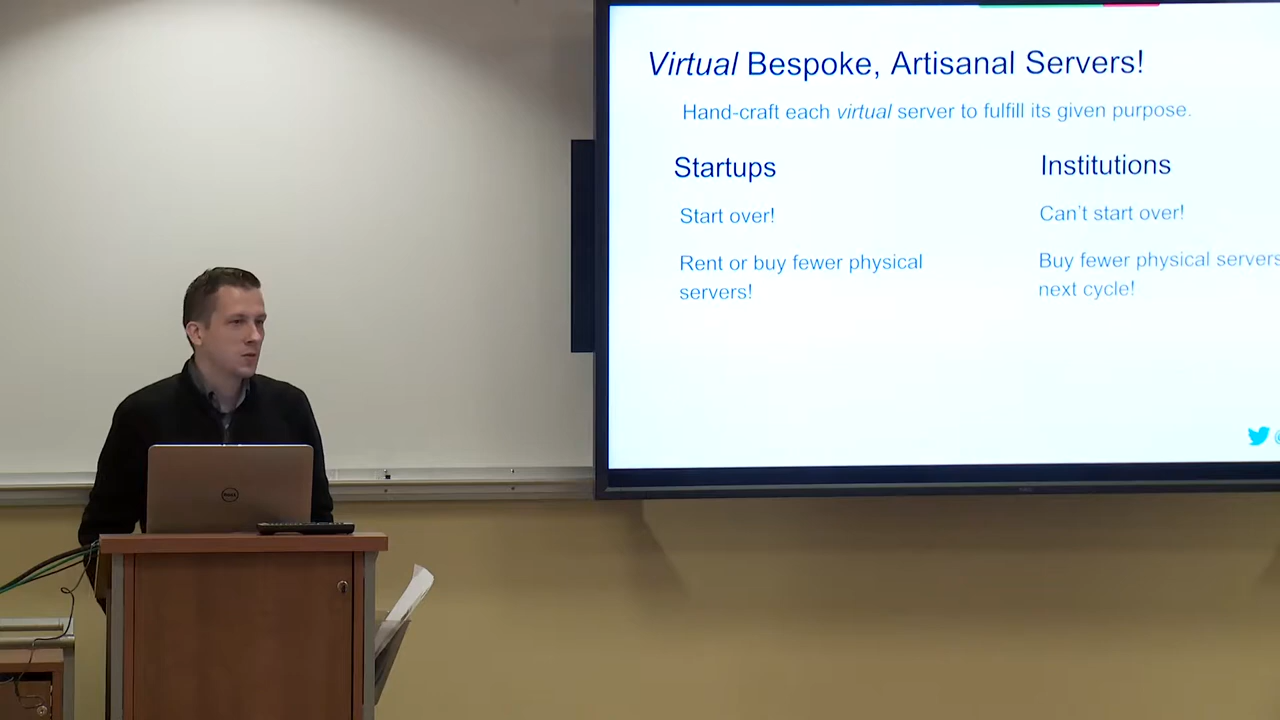 Virtual Bespoke, Artisanal Servers!
Hand-craft each virtual server to fulfill its given purpose.
Startups
Start over!
Rent or buy fewer physical
servers!
Institutions
Can't start over!
Buy fewer physical servers
next cycle!
DELL